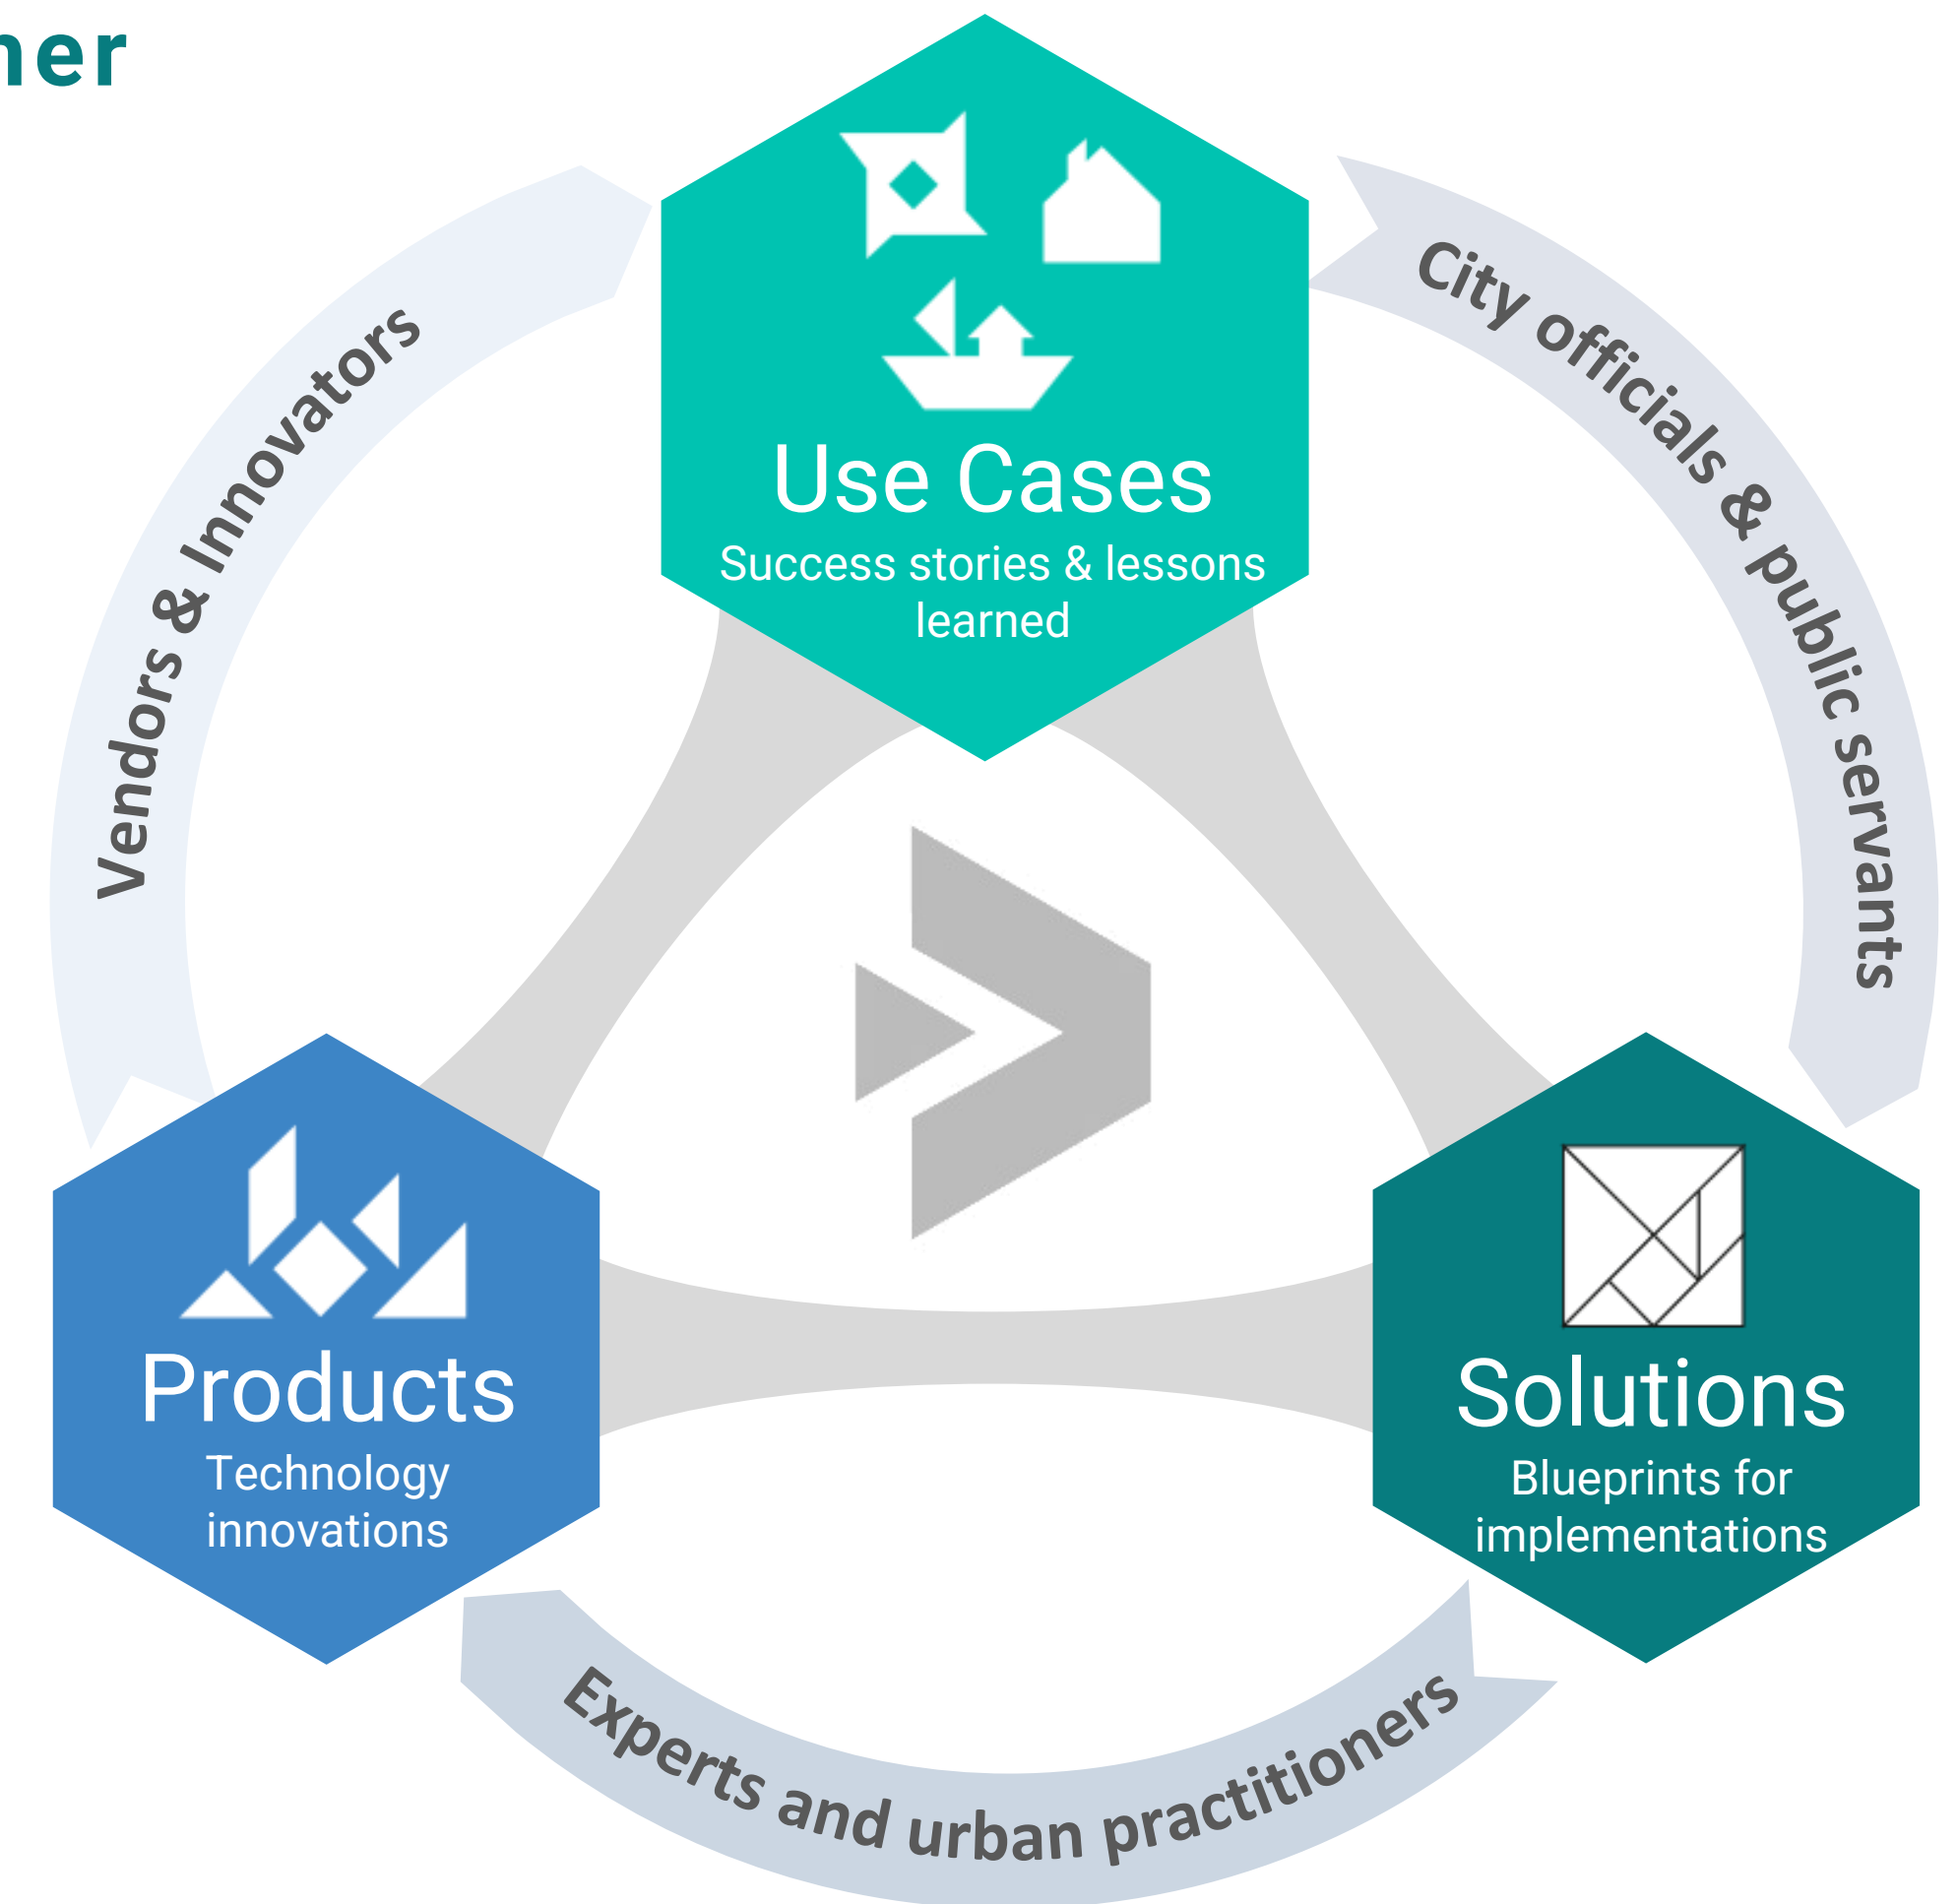 Use Cases
Success stories & lessons
learned
Vendors & Innovators
City officials & public servants
Products
Technology
innovations
Solutions
Blueprints for
implementations
Experts and urban practitioners